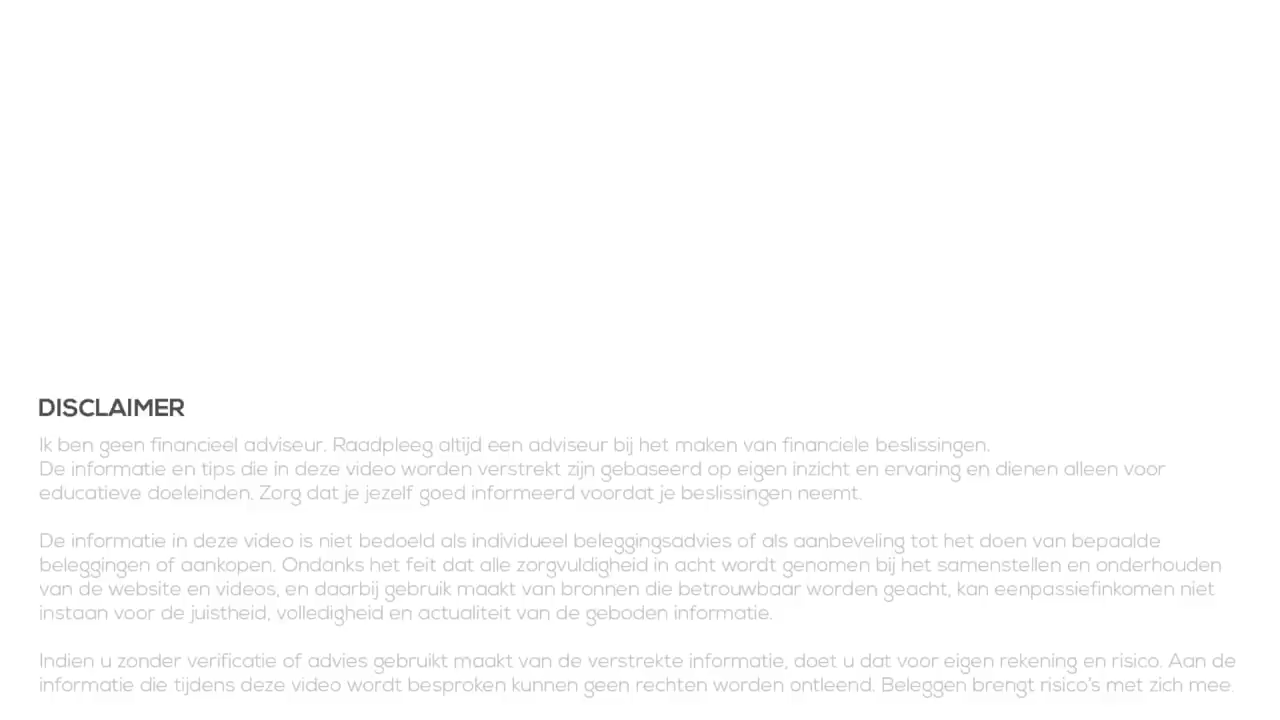 DISCLAIMER
Ik ben geen financieel adviseur. Raadpleeg altijd een adviseur bij het maken van financiele beslissingen.
De informatie en tips die in deze video worden verstrekt zijn gebaseerd op eigen inzicht en ervaring en dienen alleen voor
educatieve doeleinden. Zorg dat je jezelf goed informeerd voordat je beslissingen neemt.
De informatie in deze video is niet bedoeld als individueel beleggingsadvies of als aanbeveling tot het doen van bepaalde
beleggingen of aankopen. Ondanks het feit dat alle zorgvuldigheid in acht wordt genomen bij het samenstellen en onderhouden
van de website en videos, en daarbij gebruik maakt van bronnen die betrouwbaar worden geacht, kan eenpassiefinkomen niet
instaan voor de juistheid, volledigheid en actualiteit van de geboden informatie.
Indien u zonder verificatie of advies gebruikt maakt van de verstrekte informatie, doet u dat voor eigen rekening en risico. Aan de
informatie die tijdens deze video wordt besproken kunnen geen rechten worden ontleend. Beleggen brengt risico's met zich mee.